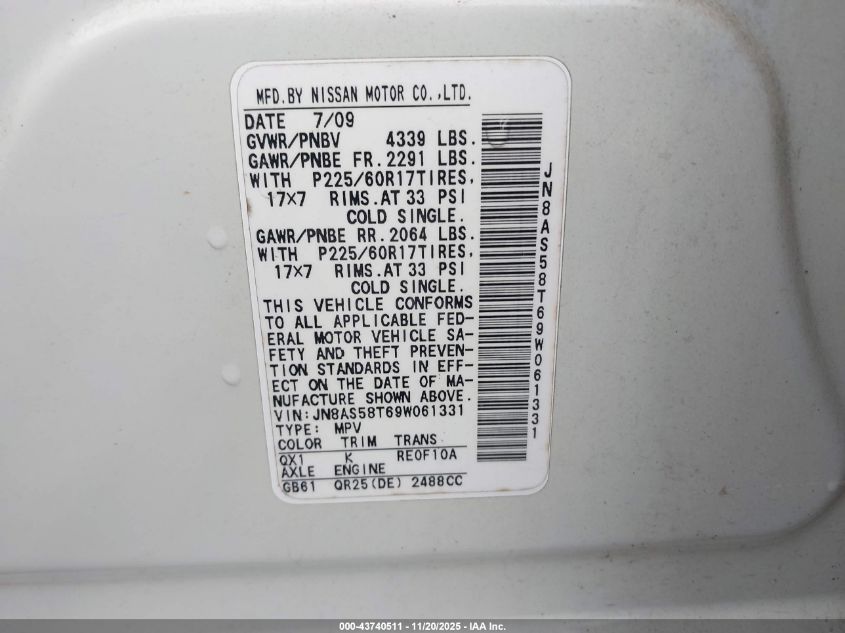 MFD.BY NISSAN MOTOR CO.,LTD.
DATE 7/09
GVWR/PNBV 4339 LBS.
GAWR/PNBE FR.2291 LBS.
WITH P225/60R17TIRES,
17×7 RIMS.AT 33 PSI
COLD SINGLE.
GAWR/PNBE RR.2064 LBS.
WITH P225/60R17TIRES,
17×7 RIMS.AT 33 PSI
COLD SINGLE.
THIS VEHICLE CONFORMS
TO ALL APPLICABLE FED-
ERAL MOTOR VEHICLE SA-
FETY AND THEFT PREVEN-
TION STANDARDS IN EFF-
ECT ON THE DATE OF MA-
NUFACTURE SHOWN ABOVE.
VIN:JN8AS58T69W061331
TYPE: MPV
COLOR TRIM TRANS
QX1 K RE0F10A
AXLE ENGINE
GB61 QR25(DE) 2488CC
JN8AS58T69W061331
000-43740511 - 11/20/2025 - IAA Inc.